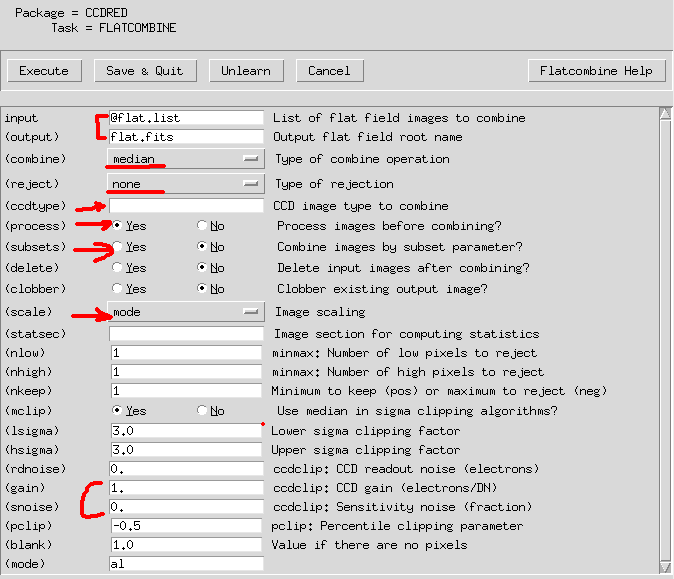 Package = CCDRED
Task = FLATCOMBINE
Execute Save & Quit Unlearn Cancel Flatcombine Help
input @flat.list List of flat field images to combine
(output) flat.fits Output flat field root name
(combine) median Type of combine operation
(reject) none Type of rejection
(ccdtype) CCD image type to combine
(process) Yes No Process images before combining?
(subsets) Yes No Combine images by subset parameter?
(delete) Yes No Delete input images after combining?
(clobber) Yes No Clobber existing output image?
(scale) mode Image scaling
(statsec) Image section for computing statistics
(nlow) 1 minmax: Number of low pixels to reject
(nhigh) 1 minmax: Number of high pixels to reject
(nkeep) 1 Minimum to keep (pos) or maximum to reject (neg)
(mclip) Yes No Use median in sigma clipping algorithms?
(lsigma) 3.0 Lower sigma clipping factor
(hsigma) 3.0 Upper sigma clipping factor
(rdnoise) 0. ccdclip: CCD readout noise (electrons)
(gain) 1. ccdclip: CCD gain (electrons/DN)
(snoise) 0. ccdclip: Sensitivity noise (fraction)
(pclip) -0.5 pclip: Percentile clipping parameter
(blank) 1.0 Value if there are no pixels
(mode) al